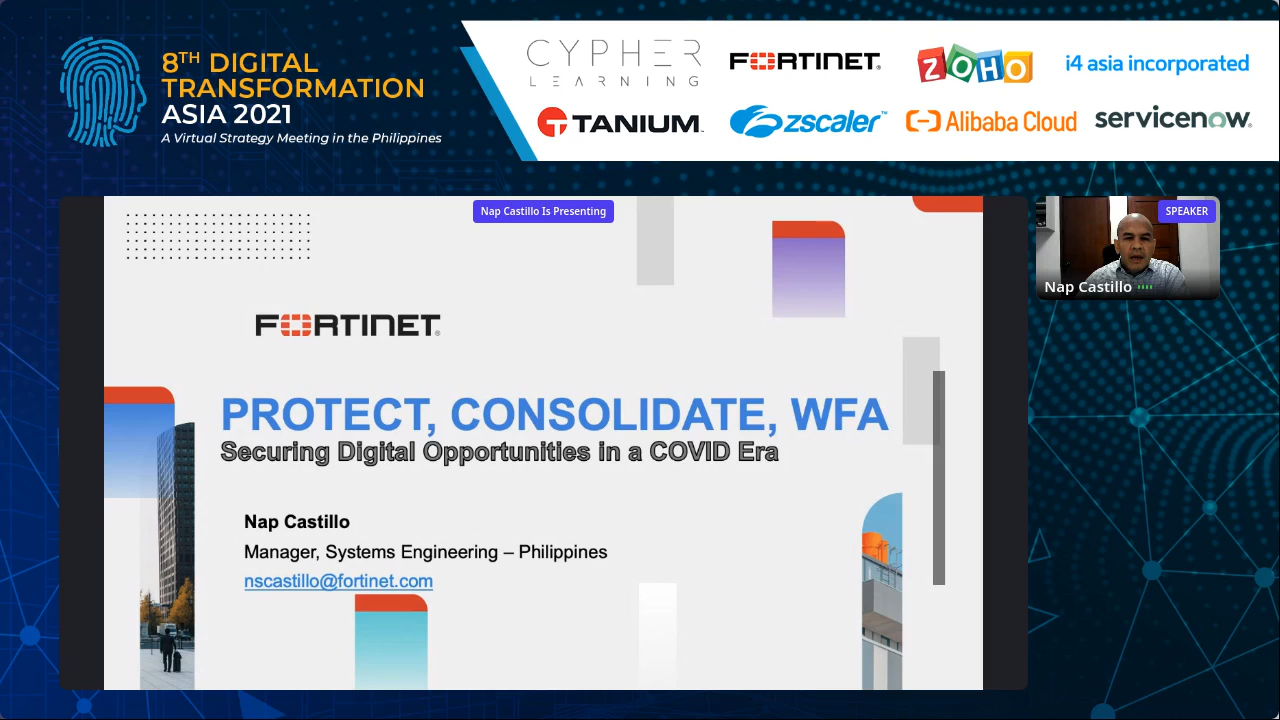 8TH DIGITAL
TRANSFORMATION
ASIA 2021
A Virtual Strategy Meeting in the Philippines
CYPHER
LEARNING
FORTINET®
ZOHO
i4 asia incorporated
TANIUM™
zscaler™
Alibaba Cloud
servicenow®
Nap Castillo Is Presenting
SPEAKER
Nap Castillo
FORTINET®
PROTECT, CONSOLIDATE, WFA
Securing Digital Opportunities in a COVID Era
Nap Castillo
Manager, Systems Engineering – Philippines
nscastillo@fortinet.com